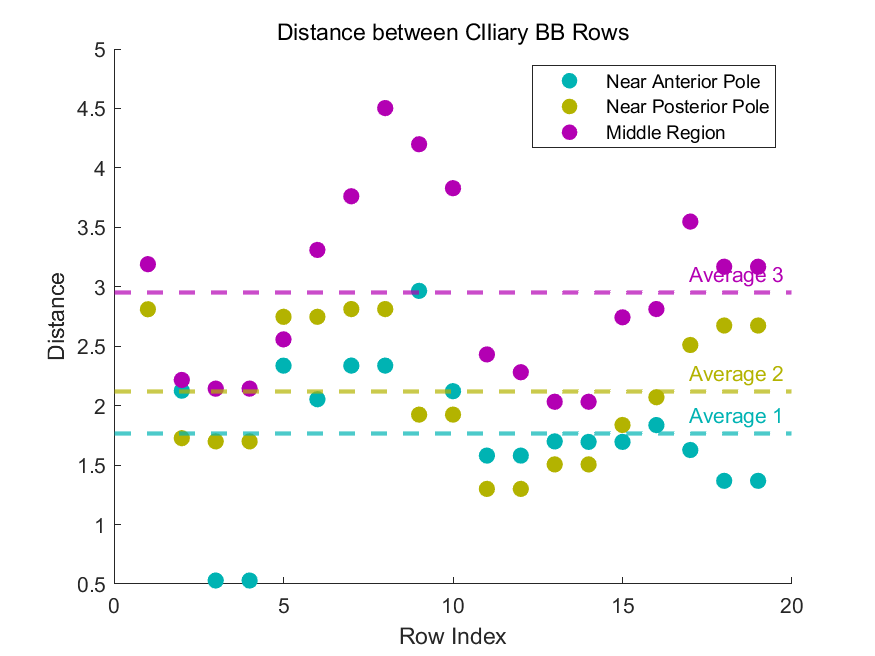 Distance between CIliary BB Rows
Near Anterior Pole
Near Posterior Pole
Middle Region
5
4.5
4
3.5
3
2.5
2
1.5
1
0.5
Average 3
Average 2
Average 1
0
5
10
15
20
Distance
Row Index